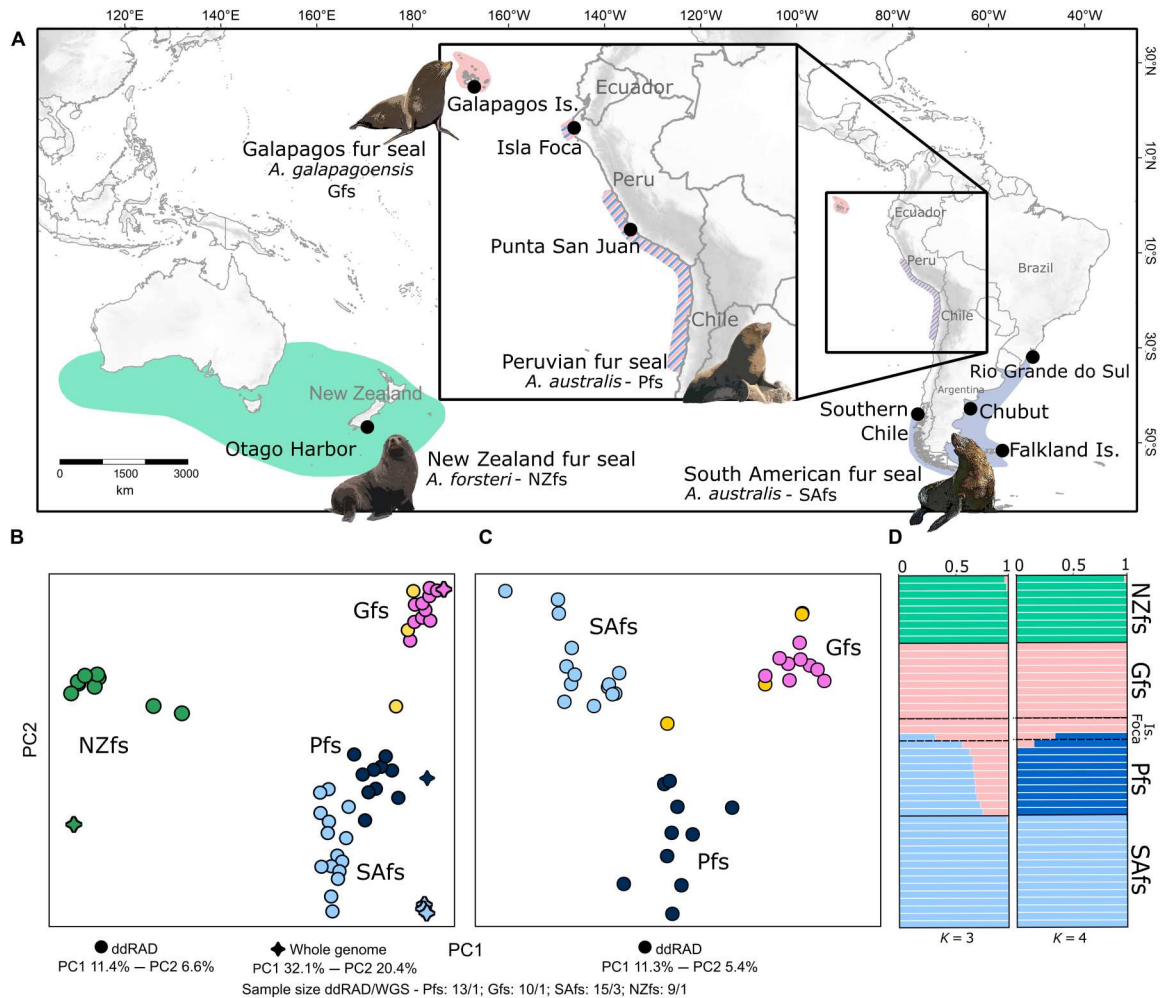 120°E 140°E 160°E 180° 160°W 140°W 120°W 100°W 80°W 60°W 40°W
A
30°N
10°N
10°S
30°S
50°S
Galapagos Is.
Ecuador
Isla Foca
Galapagos fur seal
A. galapagoensis
Gfs
Peru
Punta San Juan
Chile
Peruvian fur seal
A. australis - Pfs
Ecuador
Peru
Brazil
Chile
Rio Grande do Sul
Argentina
Southern
Chile
Chubut
Falkland Is.
South American fur seal
A. australis - SAfs
New Zealand
Otago Harbor
New Zealand fur seal
A. forsteri - NZfs
0 1500 3000
km
B
Gfs
NZfs
Pfs
SAfs
PC2
C
SAfs
Gfs
Pfs
D
0 0.5 1 0 0.5 1
NZfs
Gfs
Is.
Foca
Pfs
SAfs
K = 3 K = 4
PC1
ddRAD
PC1 11.4% — PC2 6.6%
Whole genome
PC1 32.1% — PC2 20.4%
ddRAD
PC1 11.3% — PC2 5.4%
Sample size ddRAD/WGS - Pfs: 13/1; Gfs: 10/1; SAfs: 15/3; NZfs: 9/1